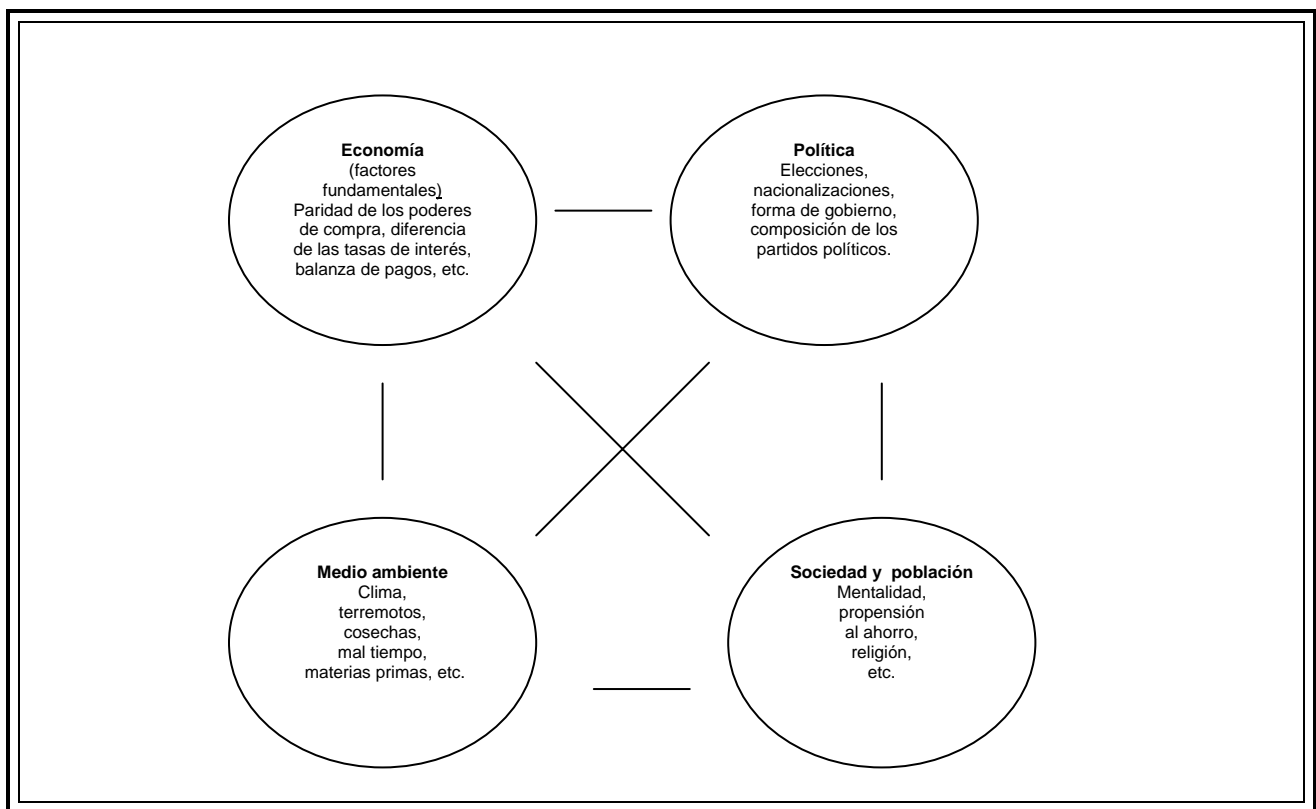 Economía
(factores
fundamentales)
Paridad de los poderes
de compra, diferencia
de las tasas de interés,
balanza de pagos, etc.
Política
Elecciones,
nacionalizaciones,
forma de gobierno,
composición de los
partidos políticos.
Medio ambiente
Clima,
terremotos,
cosechas,
mal tiempo,
materias primas, etc.
Sociedad y población
Mentalidad,
propensión
al ahorro,
religión,
etc.